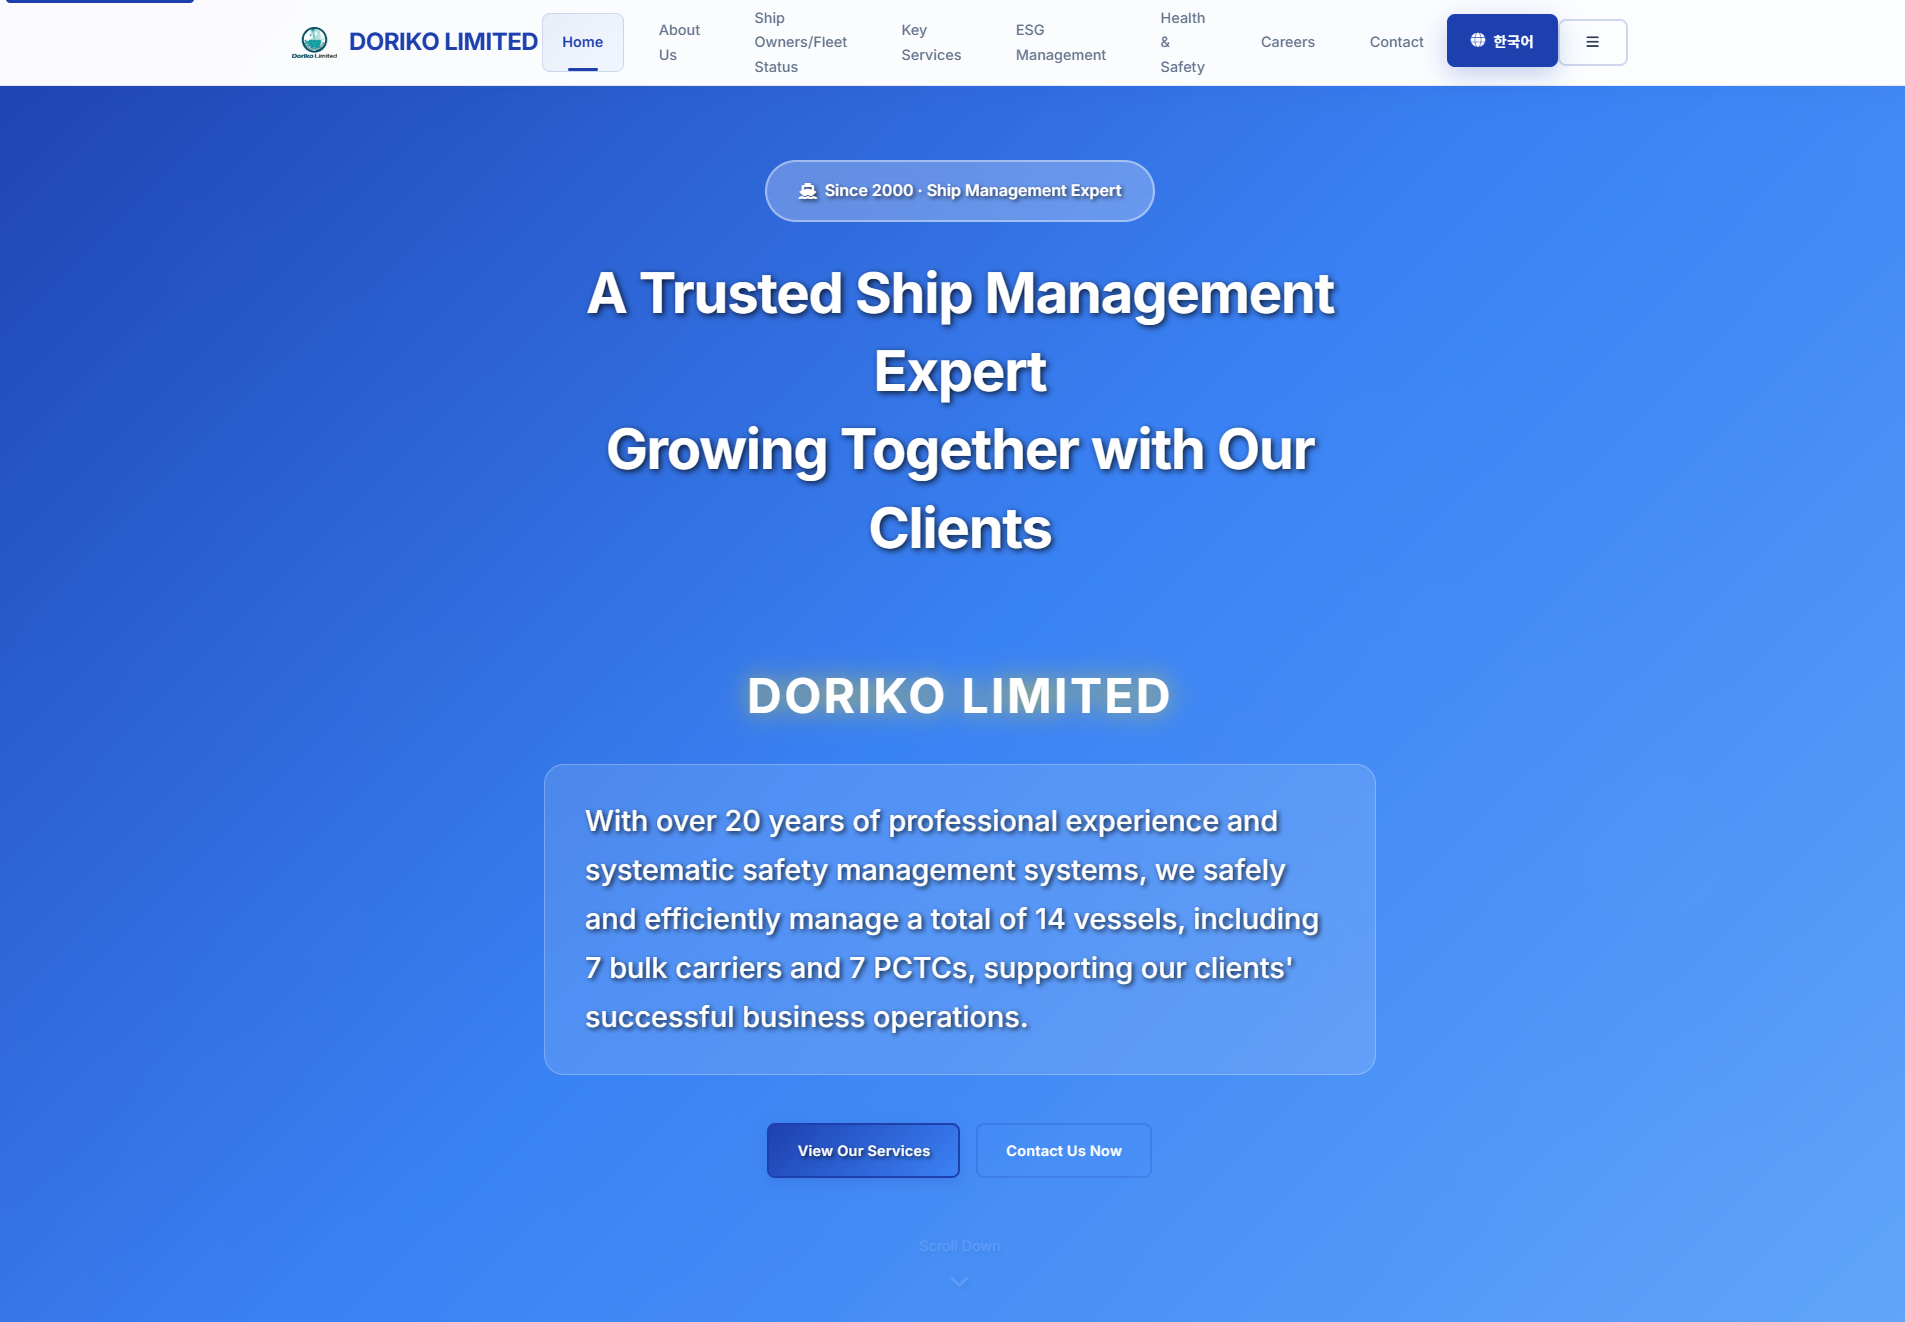 Doriko Limited
DORIKO LIMITED
Home
About
Us
Ship
Owners/Fleet
Status
Key
Services
ESG
Management
Health
&
Safety
Careers
Contact
한국어
Since 2000 · Ship Management Expert
A Trusted Ship Management
Expert
Growing Together with Our
Clients
DORIKO LIMITED
With over 20 years of professional experience and
systematic safety management systems, we safely
and efficiently manage a total of 14 vessels, including
7 bulk carriers and 7 PCTCs, supporting our clients'
successful business operations.
View Our Services
Contact Us Now
Scroll Down